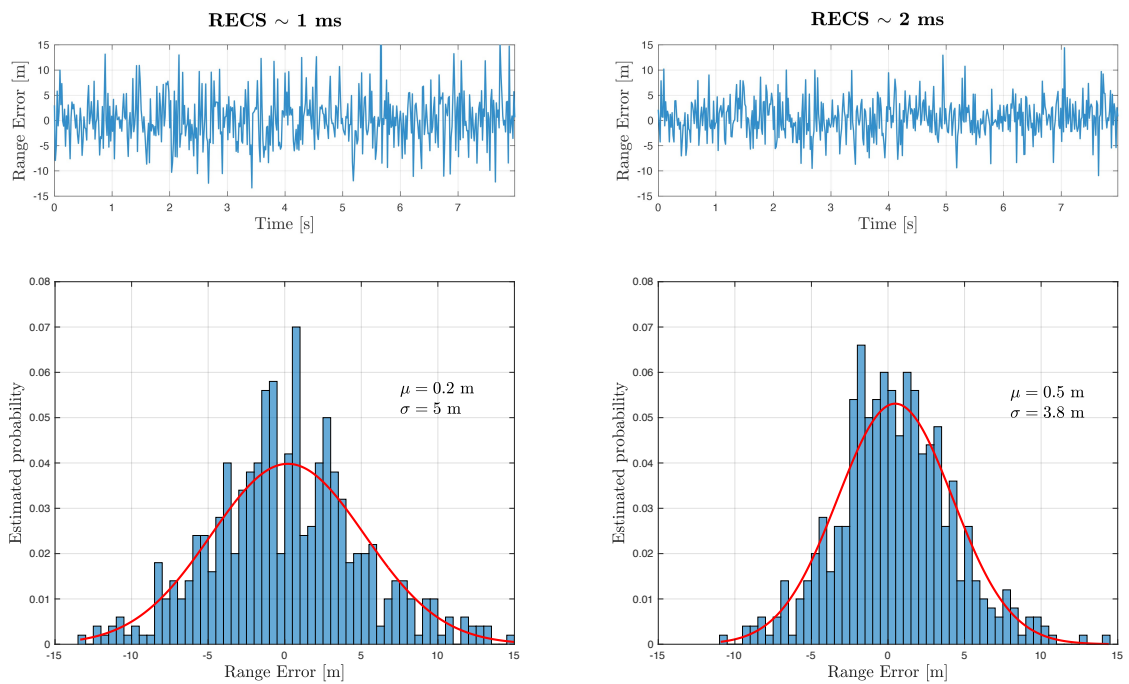 RECS ∼ 1 ms
15
10
5
0
-5
-10
-15
Range Error [m]
0 1 2 3 4 5 6 7
Time [s]
RECS ∼ 2 ms
15
10
5
0
-5
-10
-15
Range Error [m]
0 1 2 3 4 5 6 7
Time [s]
0.08
0.07
0.06
0.05
0.04
0.03
0.02
0.01
0
Estimated probability
μ = 0.2 m
σ = 5 m
-15 -10 -5 0 5 10 15
Range Error [m]
0.08
0.07
0.06
0.05
0.04
0.03
0.02
0.01
0
Estimated probability
μ = 0.5 m
σ = 3.8 m
-15 -10 -5 0 5 10 15
Range Error [m]